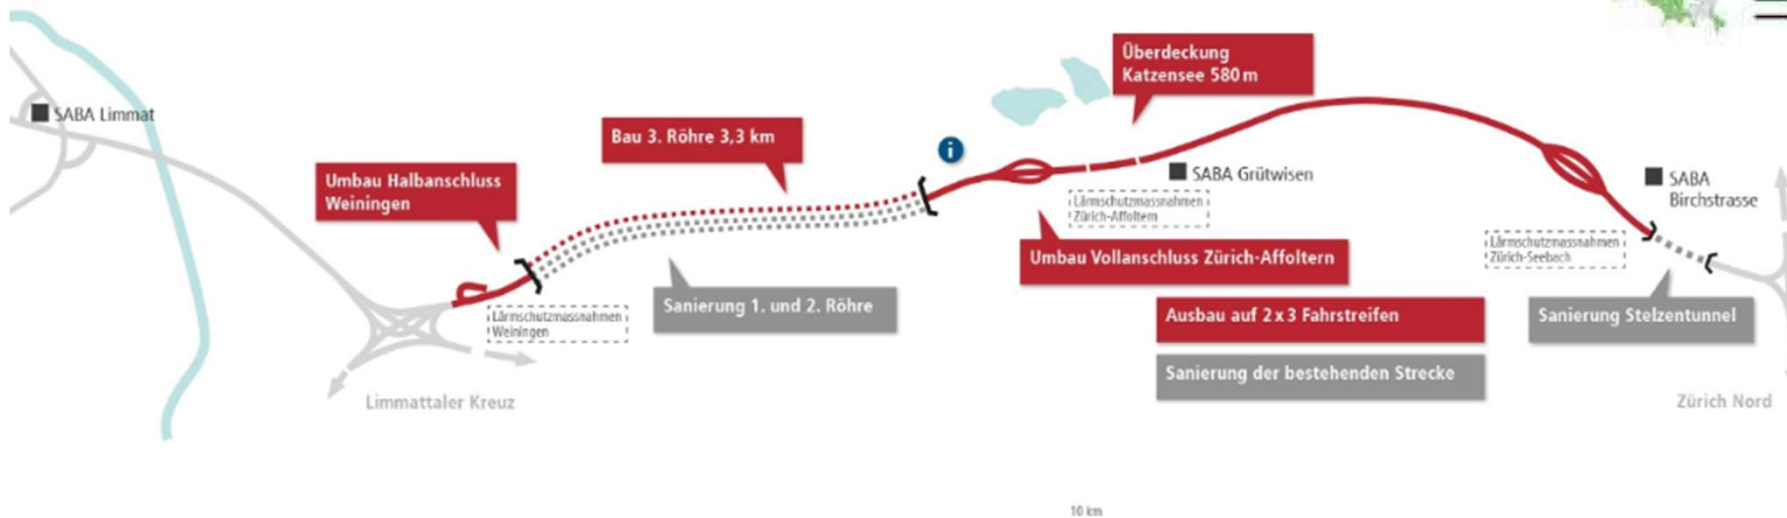 Überdeckung
Katzensee 580 m
SABA Limmat
Bau 3. Röhre 3,3 km
i
Umbau Halbanschluss
Weiningen
SABA Grütwisen
SABA
Birchstrasse
Lärmschutzmassnahmen
Zürich-Affoltern
Umbau Vollanschluss Zürich-Affoltern
Lärmschutzmassnahmen
Zürich-Seebach
Sanierung 1. und 2. Röhre
Lärmschutzmassnahmen
Weiningen
Ausbau auf 2 x 3 Fahrstreifen
Sanierung Stelzentunnel
Sanierung der bestehenden Strecke
Limmattaler Kreuz
Zürich Nord
10 km